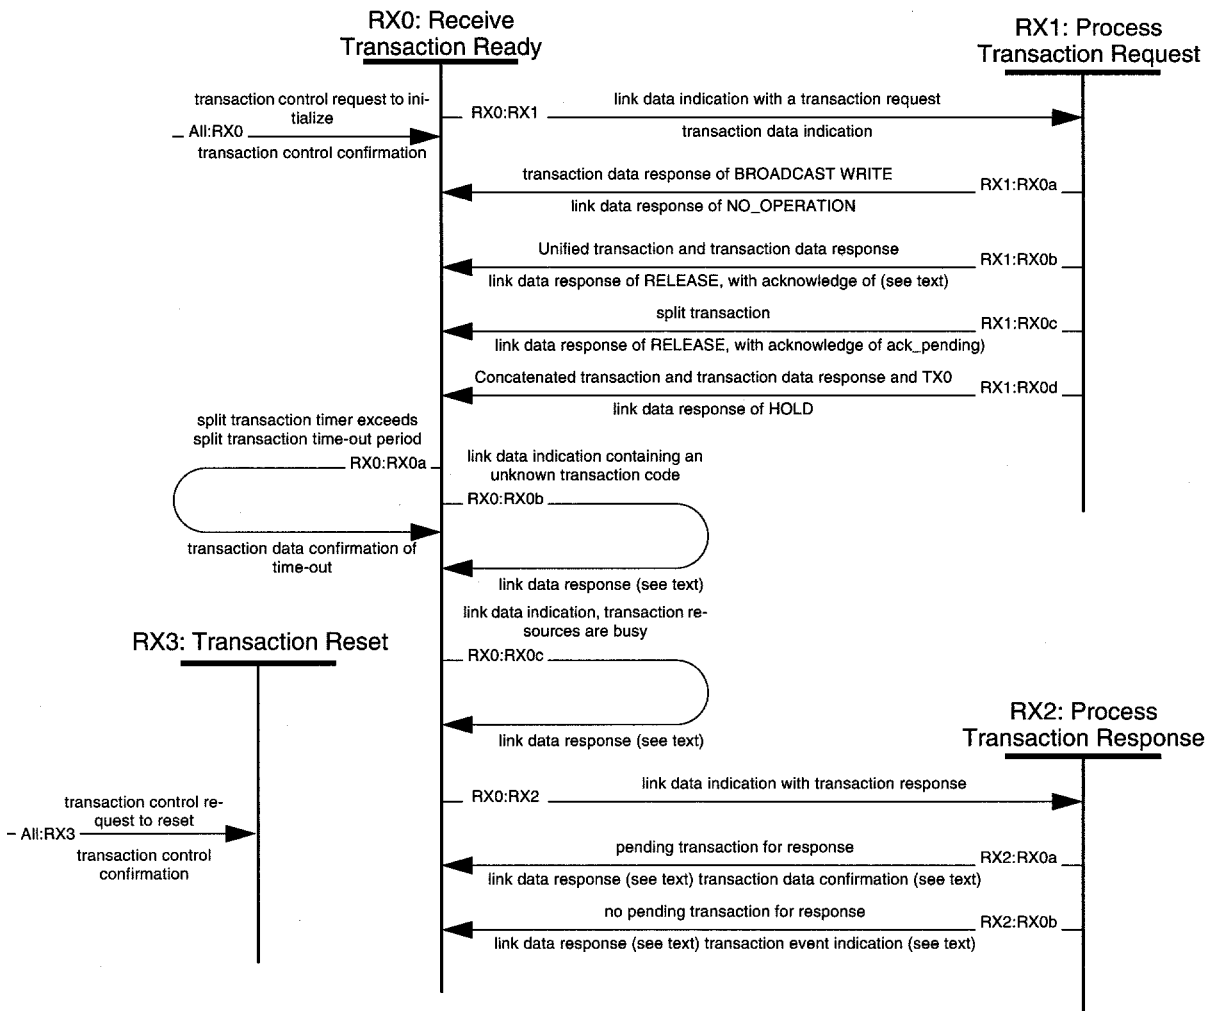 RX0: Receive
Transaction Ready
RX1: Process
Transaction Request
transaction control request to ini-
tialize
All:RX0
transaction control confirmation
link data indication with a transaction request
RX0:RX1
transaction data indication
transaction data response of BROADCAST WRITE
RX1:RX0a
link data response of NO_OPERATION
Unified transaction and transaction data response
RX1:RX0b
link data response of RELEASE, with acknowledge of (see text)
split transaction
RX1:RX0c
link data response of RELEASE, with acknowledge of ack_pending)
Concatenated transaction and transaction data response and TX0
RX1:RX0d
link data response of HOLD
split transaction timer exceeds
split transaction time-out period
RX0:RX0a
transaction data confirmation of
time-out
link data indication containing an
unknown transaction code
RX0:RX0b
link data response (see text)
link data indication, transaction re-
sources are busy
RX0:RX0c
link data response (see text)
RX3: Transaction Reset
RX2: Process
Transaction Response
transaction control re-
quest to reset
All:RX3
transaction control
confirmation
link data indication with transaction response
RX0:RX2
pending transaction for response
RX2:RX0a
link data response (see text) transaction data confirmation (see text)
no pending transaction for response
RX2:RX0b
link data response (see text) transaction event indication (see text)